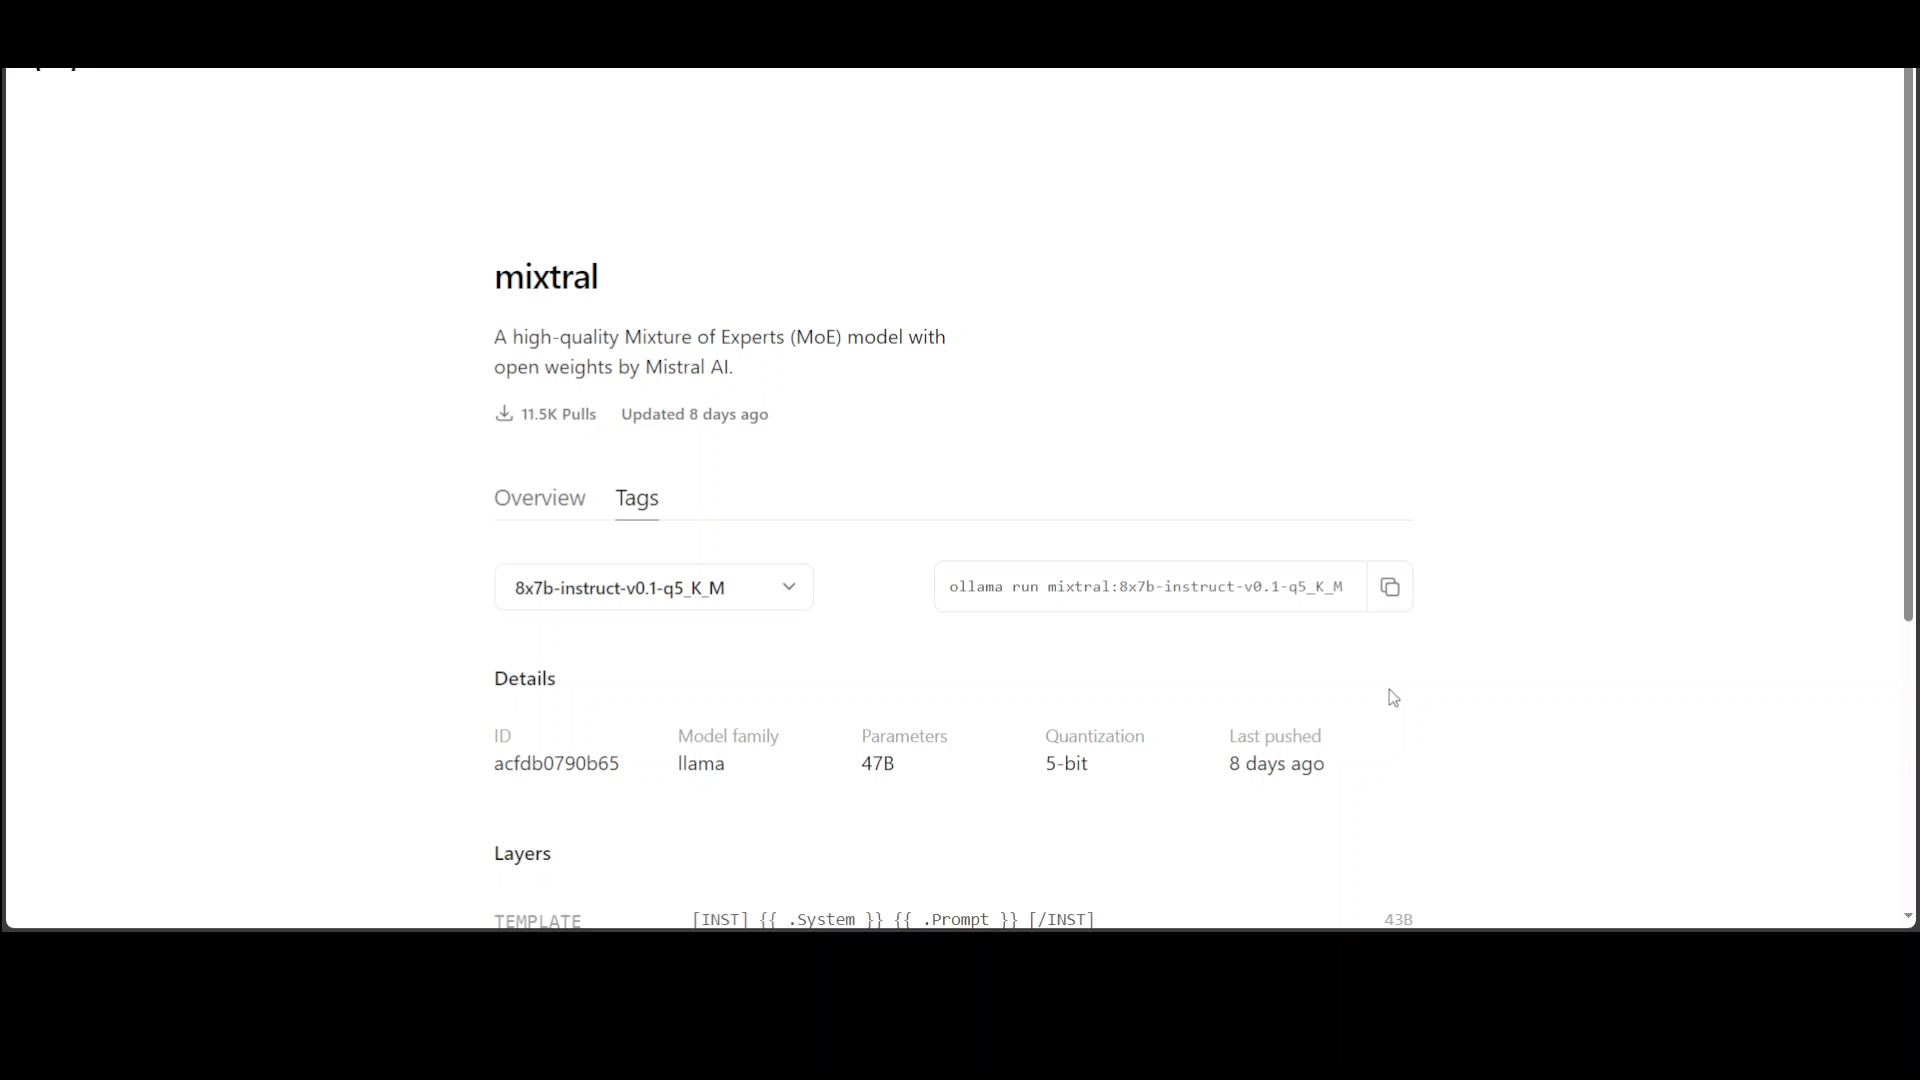 mixtral
A high-quality Mixture of Experts (MoE) model with
open weights by Mistral AI.
11.5K Pulls Updated 8 days ago
Overview Tags
8x7b-instruct-v0.1-q5_K_M ollama run mixtral:8x7b-instruct-v0.1-q5_K_M
Details
ID Model family Parameters Quantization Last pushed
acfdb0790b65 llama 47B 5-bit 8 days ago
Layers
TEMPLATE [INST] {{ .System }} {{ .Prompt }} [/INST] 43B